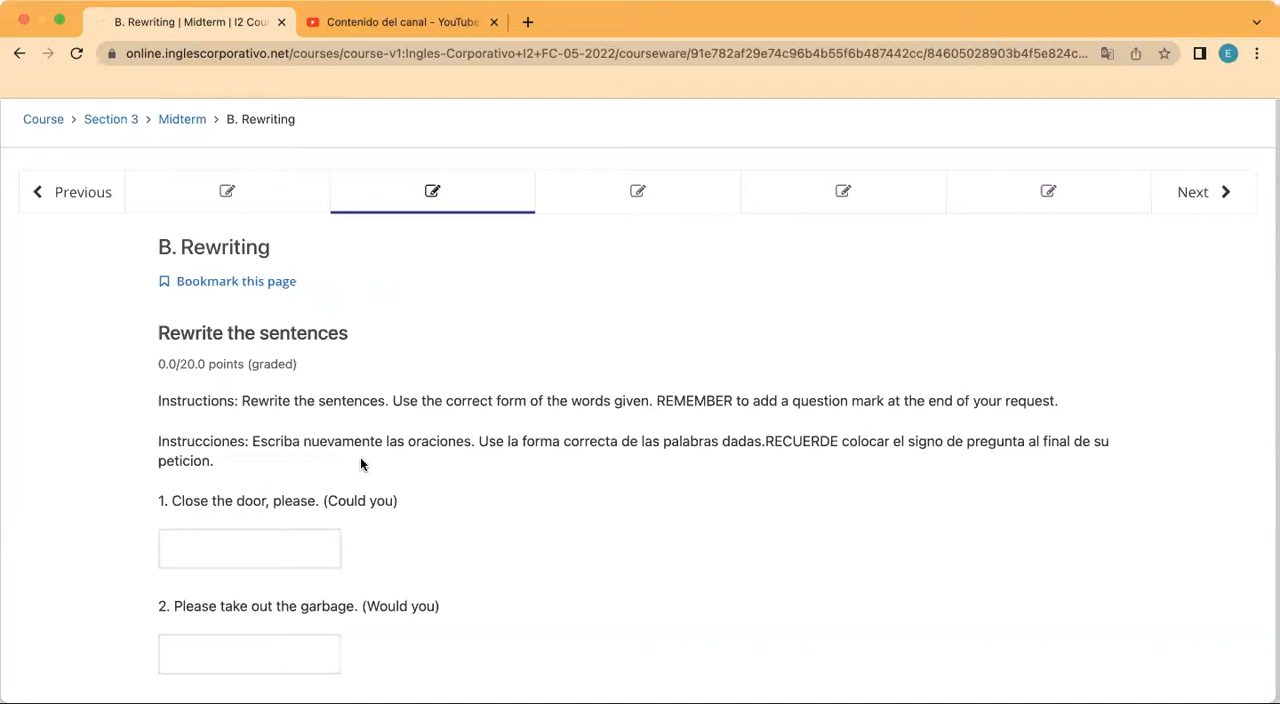 B. Rewriting | Midterm | I2 Cou
Contenido del canal - YouTube
online.inglescorporativo.net/courses/course-v1:Ingles-Corporativo+I2+FC-05-2022/courseware/91e782af29e74c96b4b55f6b487442cc/84605028903b4f5e824c...
E
Course > Section 3 > Midterm > B. Rewriting
Previous
Next
B. Rewriting
Bookmark this page
Rewrite the sentences
0.0/20.0 points (graded)
Instructions: Rewrite the sentences. Use the correct form of the words given. REMEMBER to add a question mark at the end of your request.
Instrucciones: Escriba nuevamente las oraciones. Use la forma correcta de las palabras dadas.RECUERDE colocar el signo de pregunta al final de su
peticion.
1. Close the door, please. (Could you)
2. Please take out the garbage. (Would you)